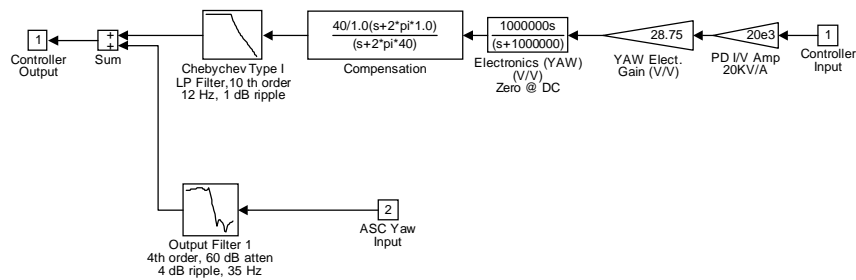 1
Controller
Output
+
+
Sum
Chebychev Type I
LP Filter,10 th order
12 Hz, 1 dB ripple
40/1.0(s+2*pi*1.0)
(s+2*pi*40)
Compensation
1000000s
(s+1000000)
Electronics (YAW)
(V/V)
Zero @ DC
28.75
YAW Elect.
Gain (V/V)
20e3
PD I/V Amp
20KV/A
1
Controller
Input
Output Filter 1
4th order, 60 dB atten
4 dB ripple, 35 Hz
2
ASC Yaw
Input